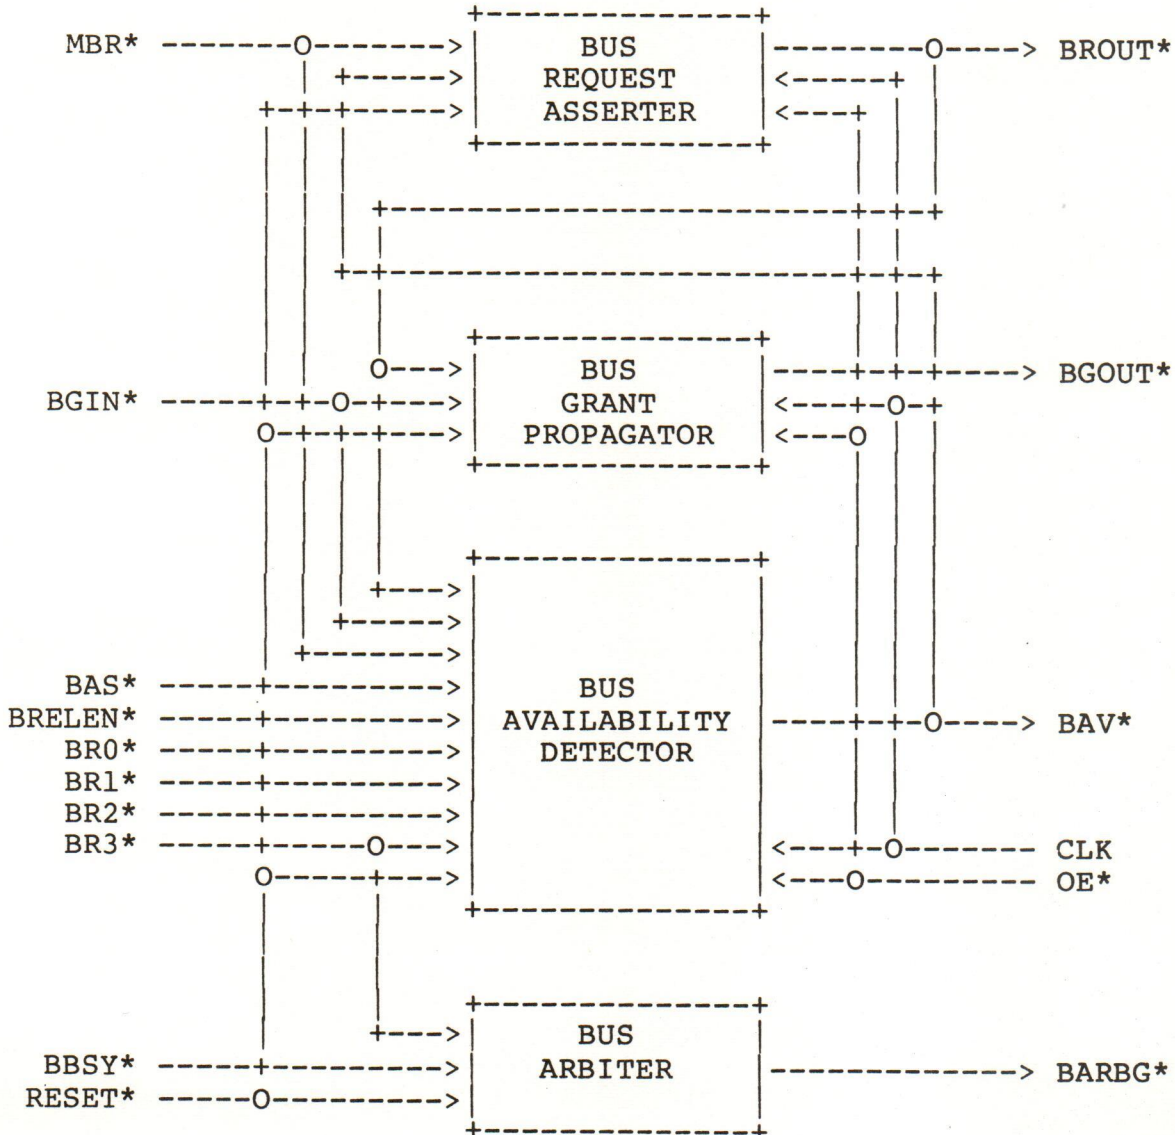 MBR* BUS BROUT*
REQUEST
ASSERTER
BUS BGOUT*
BGIN* GRANT
PROPAGATOR
BAS* BUS
BRELEN* AVAILABILITY BAV*
BR0* DETECTOR
BR1*
BR2*
BR3* CLK
OE*
BUS
BBSY* ARBITER BARBG*
RESET*